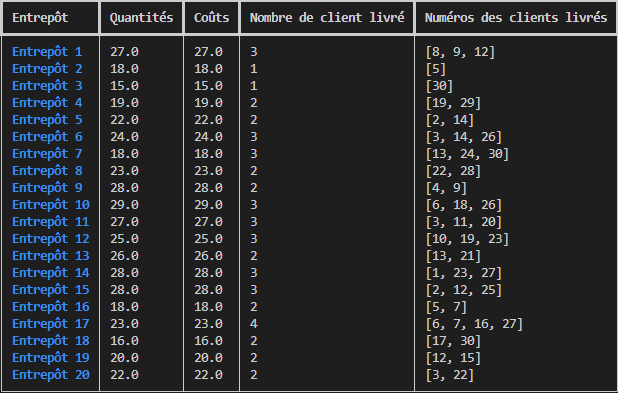 Entrepôt Quantités Coûts Nombre de client livré Numéros des clients livrés
Entrepôt 1 27.0 27.0 3 [8, 9, 12]
Entrepôt 2 18.0 18.0 1 [5]
Entrepôt 3 15.0 15.0 1 [30]
Entrepôt 4 19.0 19.0 2 [19, 29]
Entrepôt 5 22.0 22.0 2 [2, 14]
Entrepôt 6 24.0 24.0 3 [3, 14, 26]
Entrepôt 7 18.0 18.0 3 [13, 24, 30]
Entrepôt 8 23.0 23.0 2 [22, 28]
Entrepôt 9 28.0 28.0 2 [4, 9]
Entrepôt 10 29.0 29.0 3 [6, 18, 26]
Entrepôt 11 27.0 27.0 3 [3, 11, 20]
Entrepôt 12 25.0 25.0 3 [10, 19, 23]
Entrepôt 13 26.0 26.0 2 [13, 21]
Entrepôt 14 28.0 28.0 3 [1, 23, 27]
Entrepôt 15 28.0 28.0 3 [2, 12, 25]
Entrepôt 16 18.0 18.0 2 [5, 7]
Entrepôt 17 23.0 23.0 4 [6, 7, 16, 27]
Entrepôt 18 16.0 16.0 2 [17, 30]
Entrepôt 19 20.0 20.0 2 [12, 15]
Entrepôt 20 22.0 22.0 2 [3, 22]